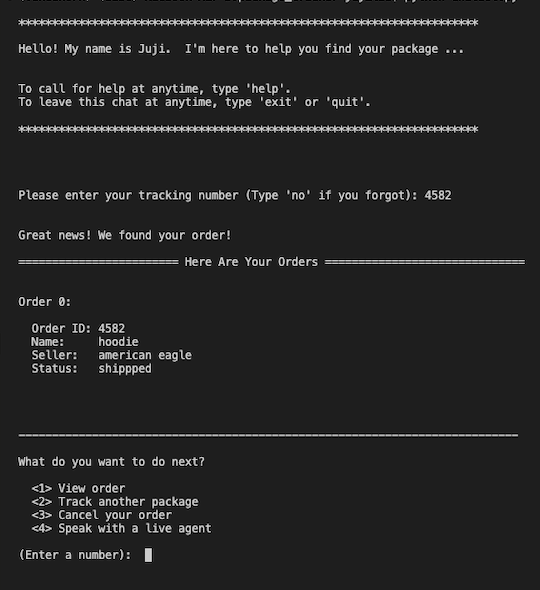 **********************************************************************
Hello! My name is Juji.  I'm here to help you find your package ...
To call for help at anytime, type 'help'.
To leave this chat at anytime, type 'exit' or 'quit'.
**********************************************************************
Please enter your tracking number (Type 'no' if you forgot): 4582
Great news! We found your order!
======================== Here Are Your Orders ==============================
Order 0:
Order ID: 4582
Name:     hoodie
Seller:   american eagle
Status:   shippped
---------------------------------------------------------------------------
What do you want to do next?
<1> View order
<2> Track another package
<3> Cancel your order
<4> Speak with a live agent
(Enter a number):